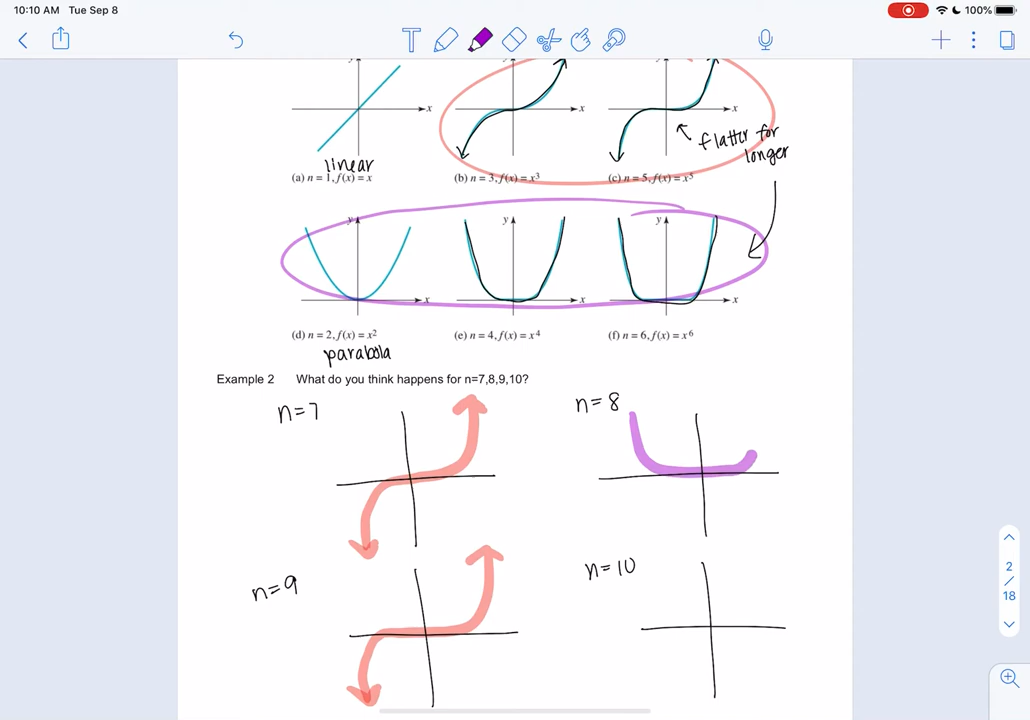 10:10 AM Tue Sep 8
100%
x
x
x
flatter for
longer
linear
(a) n = 1, f(x) = x
(b) n = 3, f(x) = x³
(c) n = 5, f(x) = x⁵
y
y
y
x
x
x
(d) n = 2, f(x) = x²
(e) n = 4, f(x) = x⁴
(f) n = 6, f(x) = x⁶
parabola
Example 2 What do you think happens for n=7,8,9,10?
n=7
n=8
n=9
n=10
2
/
18